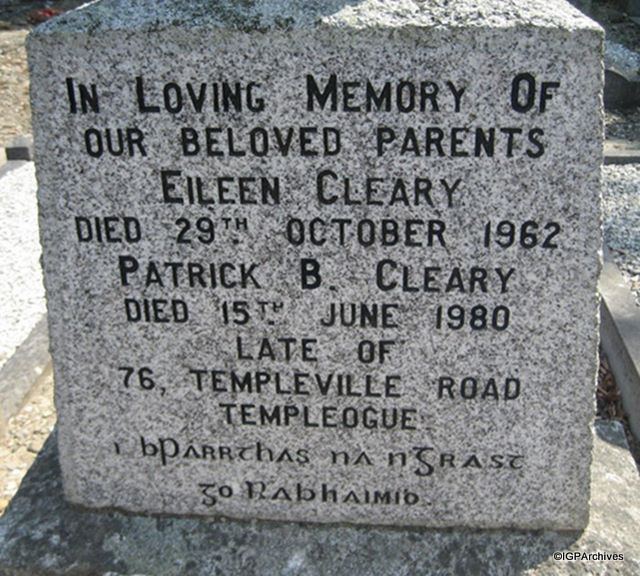 In Loving Memory Of
OUR BELOVED PARENTS
EILEEN CLEARY
DIED 29TH OCTOBER 1962
PATRICK B. CLEARY
DIED 15TH JUNE 1980
LATE OF
76, TEMPLEVILLE ROAD
TEMPLEOGUE
i bParrthas na nGrast
go Rabhaimid.
©IGPArchives